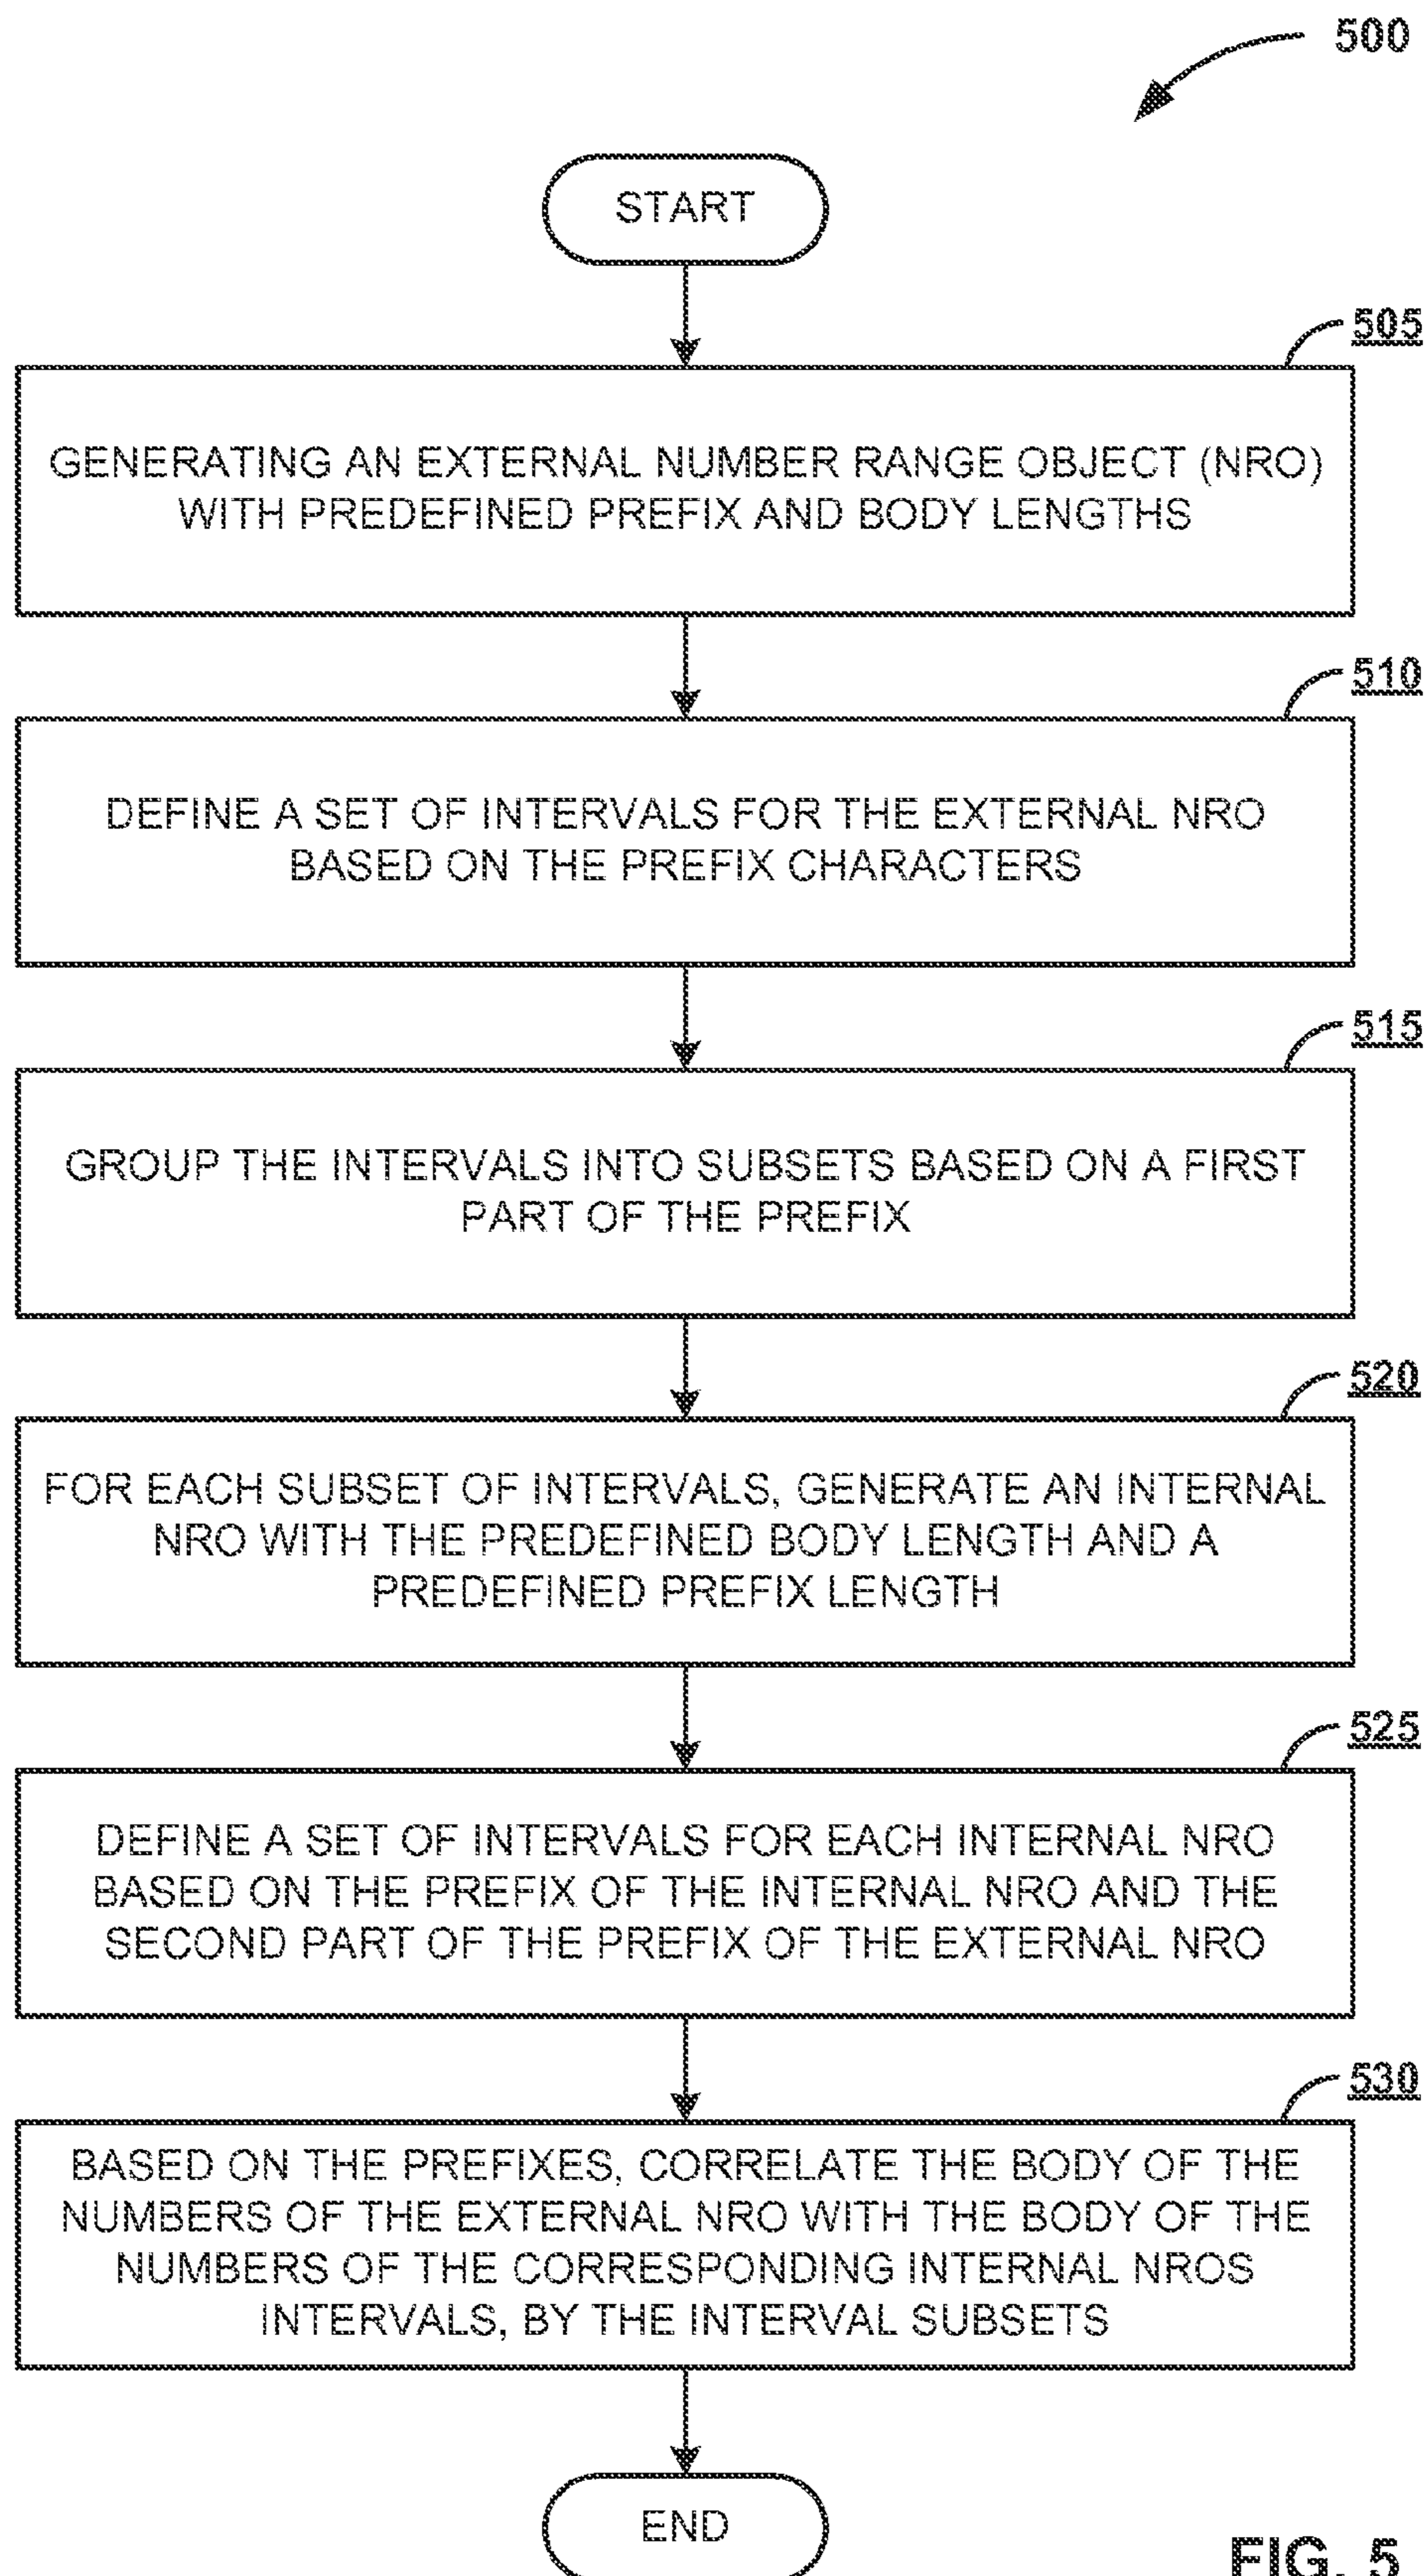 500
START
505
GENERATING AN EXTERNAL NUMBER RANGE OBJECT (NRO)
WITH PREDEFINED PREFIX AND BODY LENGTHS
510
DEFINE A SET OF INTERVALS FOR THE EXTERNAL NRO
BASED ON THE PREFIX CHARACTERS
515
GROUP THE INTERVALS INTO SUBSETS BASED ON A FIRST
PART OF THE PREFIX
520
FOR EACH SUBSET OF INTERVALS, GENERATE AN INTERNAL
NRO WITH THE PREDEFINED BODY LENGTH AND A
PREDEFINED PREFIX LENGTH
525
DEFINE A SET OF INTERVALS FOR EACH INTERNAL NRO
BASED ON THE PREFIX OF THE INTERNAL NRO AND THE
SECOND PART OF THE PREFIX OF THE EXTERNAL NRO
530
BASED ON THE PREFIXES, CORRELATE THE BODY OF THE
NUMBERS OF THE EXTERNAL NRO WITH THE BODY OF THE
NUMBERS OF THE CORRESPONDING INTERNAL NROS
INTERVALS, BY THE INTERVAL SUBSETS
END
FIG. 5